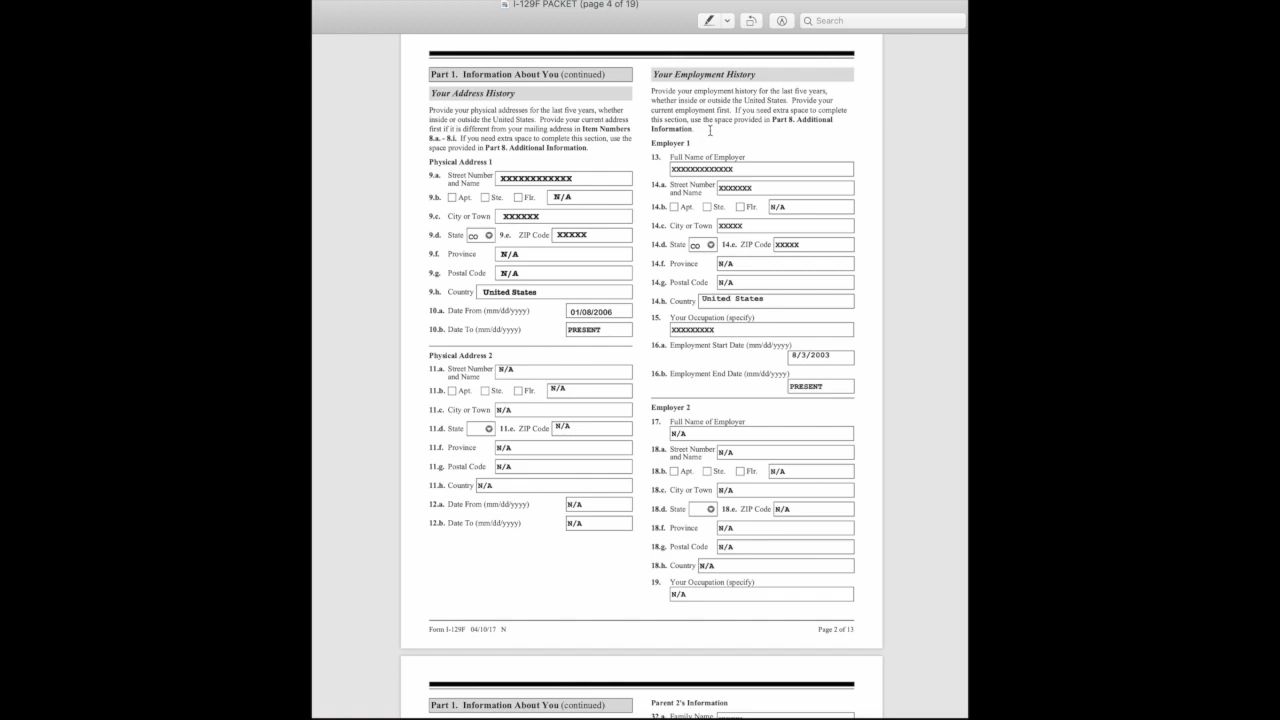 I-129F PACKET (page 4 of 19)
Search
Part 1. Information About You (continued)
Your Address History
Provide your physical addresses for the last five years, whether
inside or outside the United States. Provide your current address
first if it is different from your mailing address in Item Numbers
8.a. - 8.i. If you need extra space to complete this section, use the
space provided in Part 8. Additional Information.
Physical Address 1
9.a. Street Number and Name XXXXXXXXXXXX
9.b. Apt. Ste. Flr. N/A
9.c. City or Town XXXXXX
9.d. State CO 9.e. ZIP Code XXXXX
9.f. Province N/A
9.g. Postal Code N/A
9.h. Country United States
10.a. Date From (mm/dd/yyyy) 01/08/2006
10.b. Date To (mm/dd/yyyy) PRESENT
Physical Address 2
11.a. Street Number and Name N/A
11.b. Apt. Ste. Flr. N/A
11.c. City or Town N/A
11.d. State 11.e. ZIP Code N/A
11.f. Province N/A
11.g. Postal Code N/A
11.h. Country N/A
12.a. Date From (mm/dd/yyyy) N/A
12.b. Date To (mm/dd/yyyy) N/A
Your Employment History
Provide your employment history for the last five years,
whether inside or outside the United States. Provide your
current employment first. If you need extra space to complete
this section, use the space provided in Part 8. Additional
Information.
Employer 1
13. Full Name of Employer
XXXXXXXXXXXXX
14.a. Street Number and Name XXXXXXX
14.b. Apt. Ste. Flr. N/A
14.c. City or Town XXXXX
14.d. State CO 14.e. ZIP Code XXXXX
14.f. Province N/A
14.g. Postal Code N/A
14.h. Country United States
15. Your Occupation (specify)
XXXXXXXXX
16.a. Employment Start Date (mm/dd/yyyy)
8/3/2003
16.b. Employment End Date (mm/dd/yyyy)
PRESENT
Employer 2
17. Full Name of Employer
N/A
18.a. Street Number and Name N/A
18.b. Apt. Ste. Flr. N/A
18.c. City or Town N/A
18.d. State 18.e. ZIP Code N/A
18.f. Province N/A
18.g. Postal Code N/A
18.h. Country N/A
19. Your Occupation (specify)
N/A
Form I-129F 04/10/17 N
Page 2 of 13
Part 1. Information About You (continued)
Parent 2's Information
32.a. Family Name